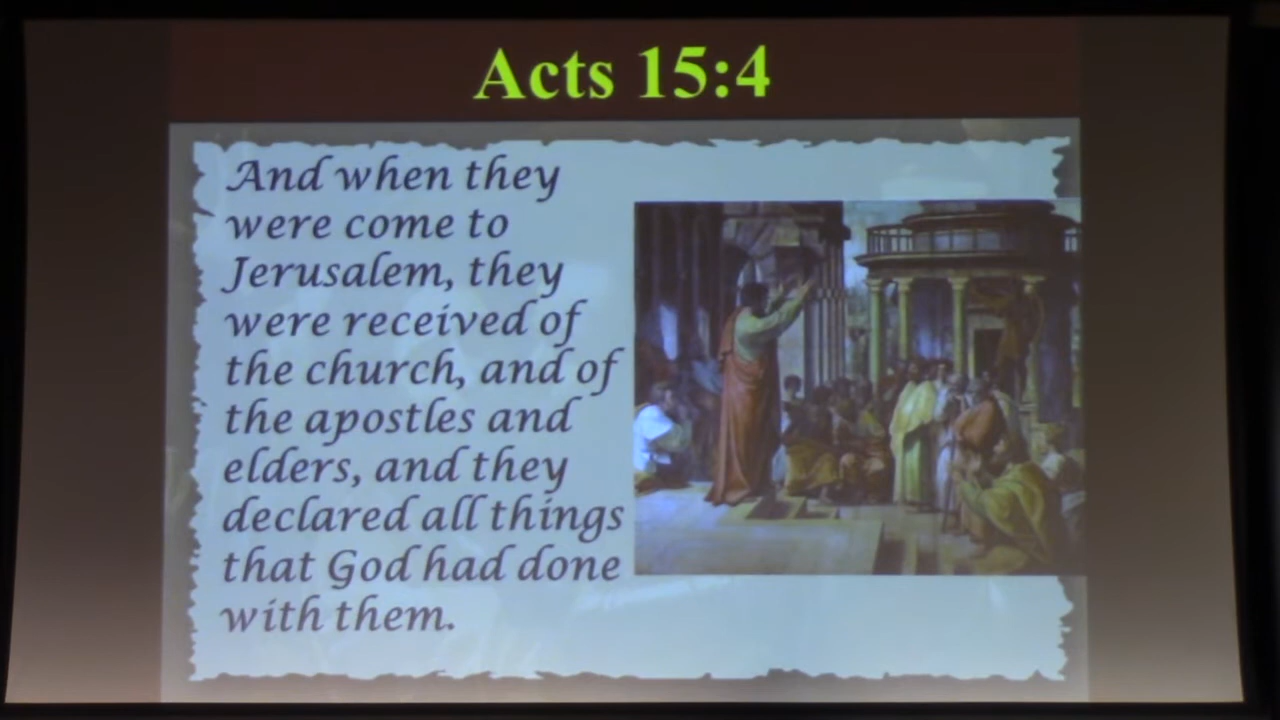 Acts 15:4
And when they
were come to
Jerusalem, they
were received of
the church, and of
the apostles and
elders, and they
declared all things
that God had done
with them.